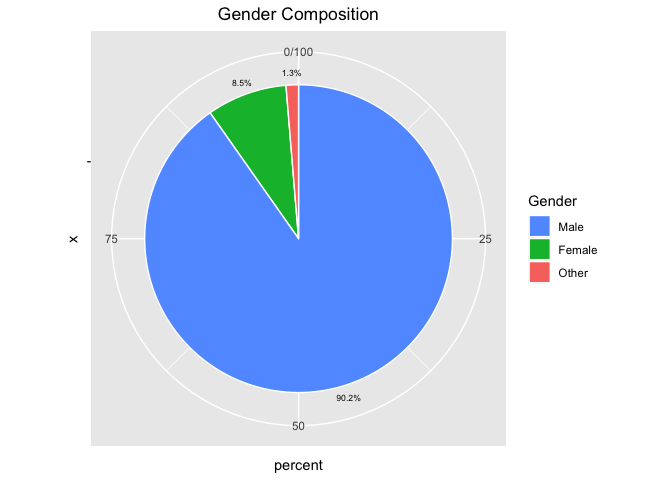 Gender Composition
0/100
1.3%
8.5%
75
25
90.2%
50
x
percent
Gender
Male
Female
Other